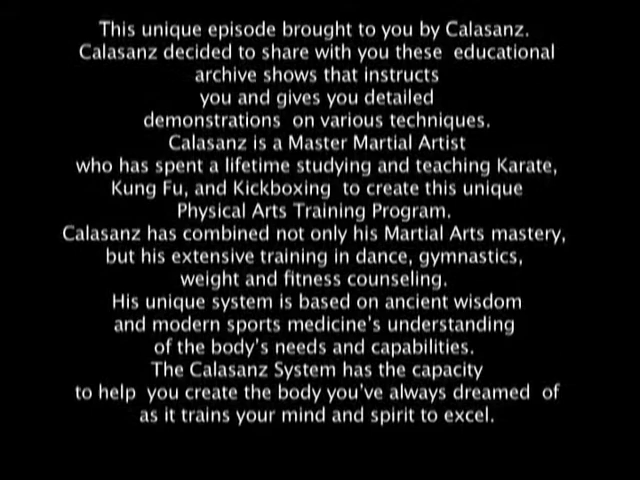 This unique episode brought to you by Calasanz.
Calasanz decided to share with you these educational
archive shows that instructs
you and gives you detailed
demonstrations on various techniques.
Calasanz is a Master Martial Artist
who has spent a lifetime studying and teaching Karate,
Kung Fu, and Kickboxing to create this unique
Physical Arts Training Program.
Calasanz has combined not only his Martial Arts mastery,
but his extensive training in dance, gymnastics,
weight and fitness counseling.
His unique system is based on ancient wisdom
and modern sports medicine's understanding
of the body's needs and capabilities.
The Calasanz System has the capacity
to help you create the body you've always dreamed of
as it trains your mind and spirit to excel.